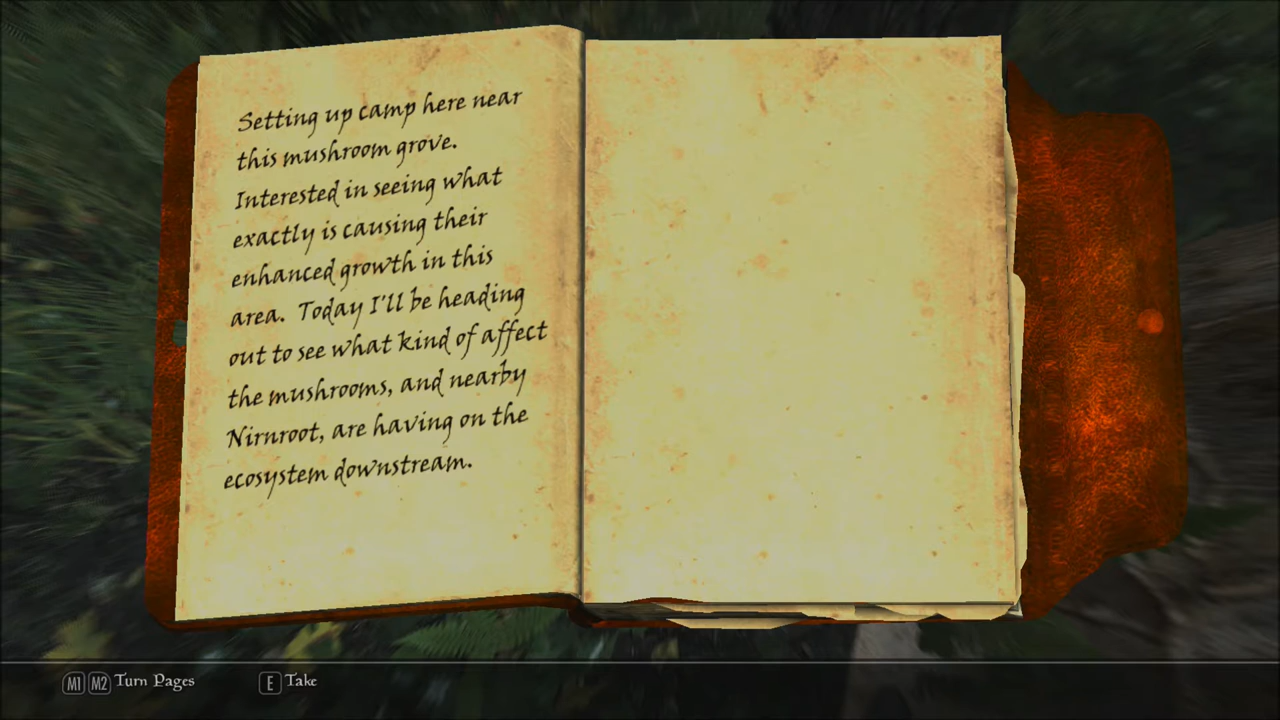 Setting up camp here near
this mushroom grove.
Interested in seeing what
exactly is causing their
enhanced growth in this
area. Today I'll be heading
out to see what kind of affect
the mushrooms, and nearby
Nirnroot, are having on the
ecosystem downstream.
M1 M2 Turn Pages
E Take